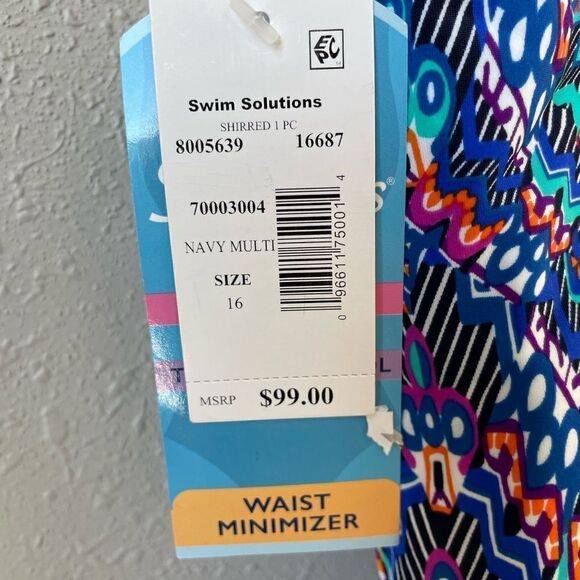 EPC
Swim Solutions
SHIRRED 1 PC
8005639 16687
70003004
NAVY MULTI
SIZE
16
0 96611 75001 4
MSRP $99.00
WAIST
MINIMIZER